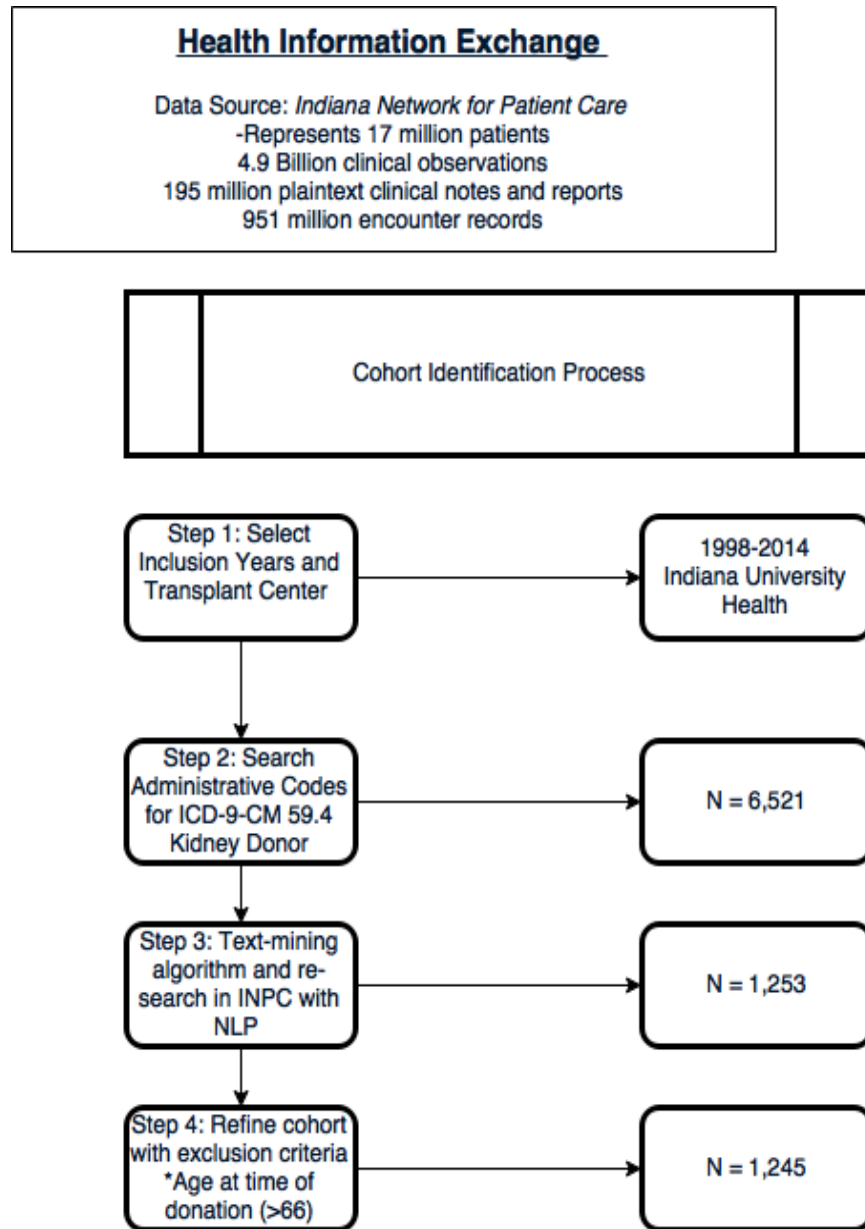 Health Information Exchange
Data Source: Indiana Network for Patient Care
-Represents 17 million patients
4.9 Billion clinical observations
195 million plaintext clinical notes and reports
951 million encounter records
Cohort Identification Process
Step 1: Select
Inclusion Years and
Transplant Center
1998-2014
Indiana University
Health
Step 2: Search
Administrative Codes
for ICD-9-CM 59.4
Kidney Donor
N = 6,521
Step 3: Text-mining
algorithm and re-
search in INPC with
NLP
N = 1,253
Step 4: Refine cohort
with exclusion criteria
*Age at time of
donation (>66)
N = 1,245